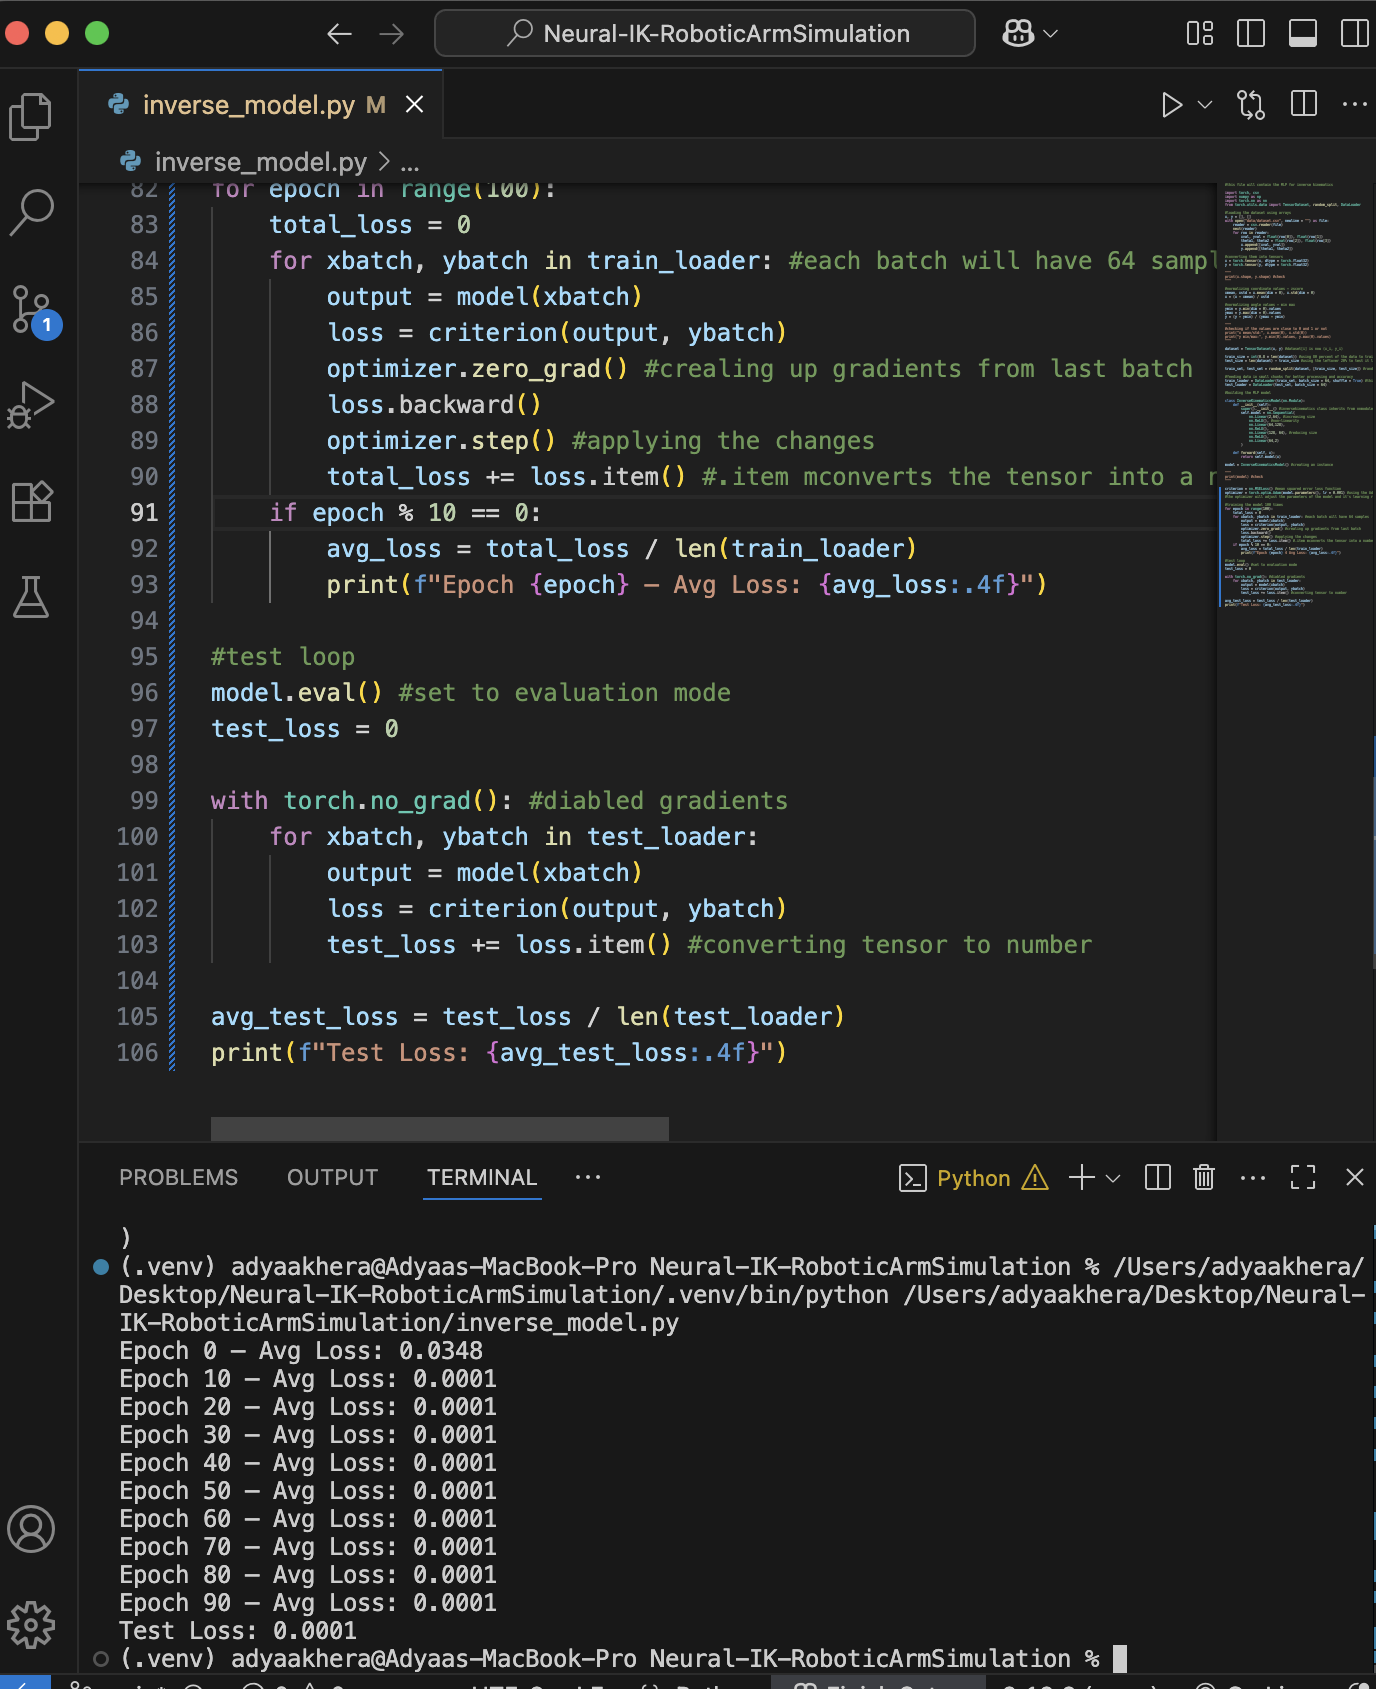 Neural-IK-RoboticArmSimulation
inverse_model.py M
inverse_model.py > ...
82 for epoch in range(100):
83 total_loss = 0
84 for xbatch, ybatch in train_loader: #each batch will have 64 sampl
85 output = model(xbatch)
86 loss = criterion(output, ybatch)
87 optimizer.zero_grad() #crealing up gradients from last batch
88 loss.backward()
89 optimizer.step() #applying the changes
90 total_loss += loss.item() #.item mconverts the tensor into a
91 if epoch % 10 == 0:
92 avg_loss = total_loss / len(train_loader)
93 print(f"Epoch {epoch} – Avg Loss: {avg_loss:.4f}")
94
95 #test loop
96 model.eval() #set to evaluation mode
97 test_loss = 0
98
99 with torch.no_grad(): #diabled gradients
100 for xbatch, ybatch in test_loader:
101 output = model(xbatch)
102 loss = criterion(output, ybatch)
103 test_loss += loss.item() #converting tensor to number
104
105 avg_test_loss = test_loss / len(test_loader)
106 print(f"Test Loss: {avg_test_loss:.4f}")
1
PROBLEMS OUTPUT TERMINAL ... Python
)
(.venv) adyaakhera@Adyaas-MacBook-Pro Neural-IK-RoboticArmSimulation % /Users/adyaakhera/
Desktop/Neural-IK-RoboticArmSimulation/.venv/bin/python /Users/adyaakhera/Desktop/Neural-
IK-RoboticArmSimulation/inverse_model.py
Epoch 0 – Avg Loss: 0.0348
Epoch 10 – Avg Loss: 0.0001
Epoch 20 – Avg Loss: 0.0001
Epoch 30 – Avg Loss: 0.0001
Epoch 40 – Avg Loss: 0.0001
Epoch 50 – Avg Loss: 0.0001
Epoch 60 – Avg Loss: 0.0001
Epoch 70 – Avg Loss: 0.0001
Epoch 80 – Avg Loss: 0.0001
Epoch 90 – Avg Loss: 0.0001
Test Loss: 0.0001
(.venv) adyaakhera@Adyaas-MacBook-Pro Neural-IK-RoboticArmSimulation %